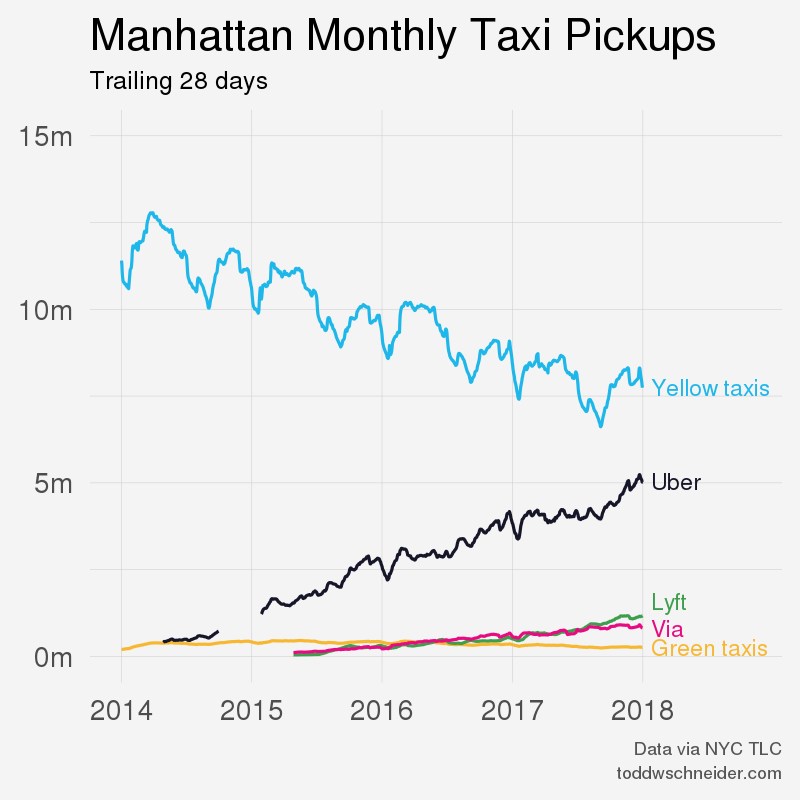 Manhattan Monthly Taxi Pickups
Trailing 28 days
15m
10m
Yellow taxis
5m
Uber
Lyft
Via
0m
Green taxis
2014 2015 2016 2017 2018
Data via NYC TLC
toddwschneider.com